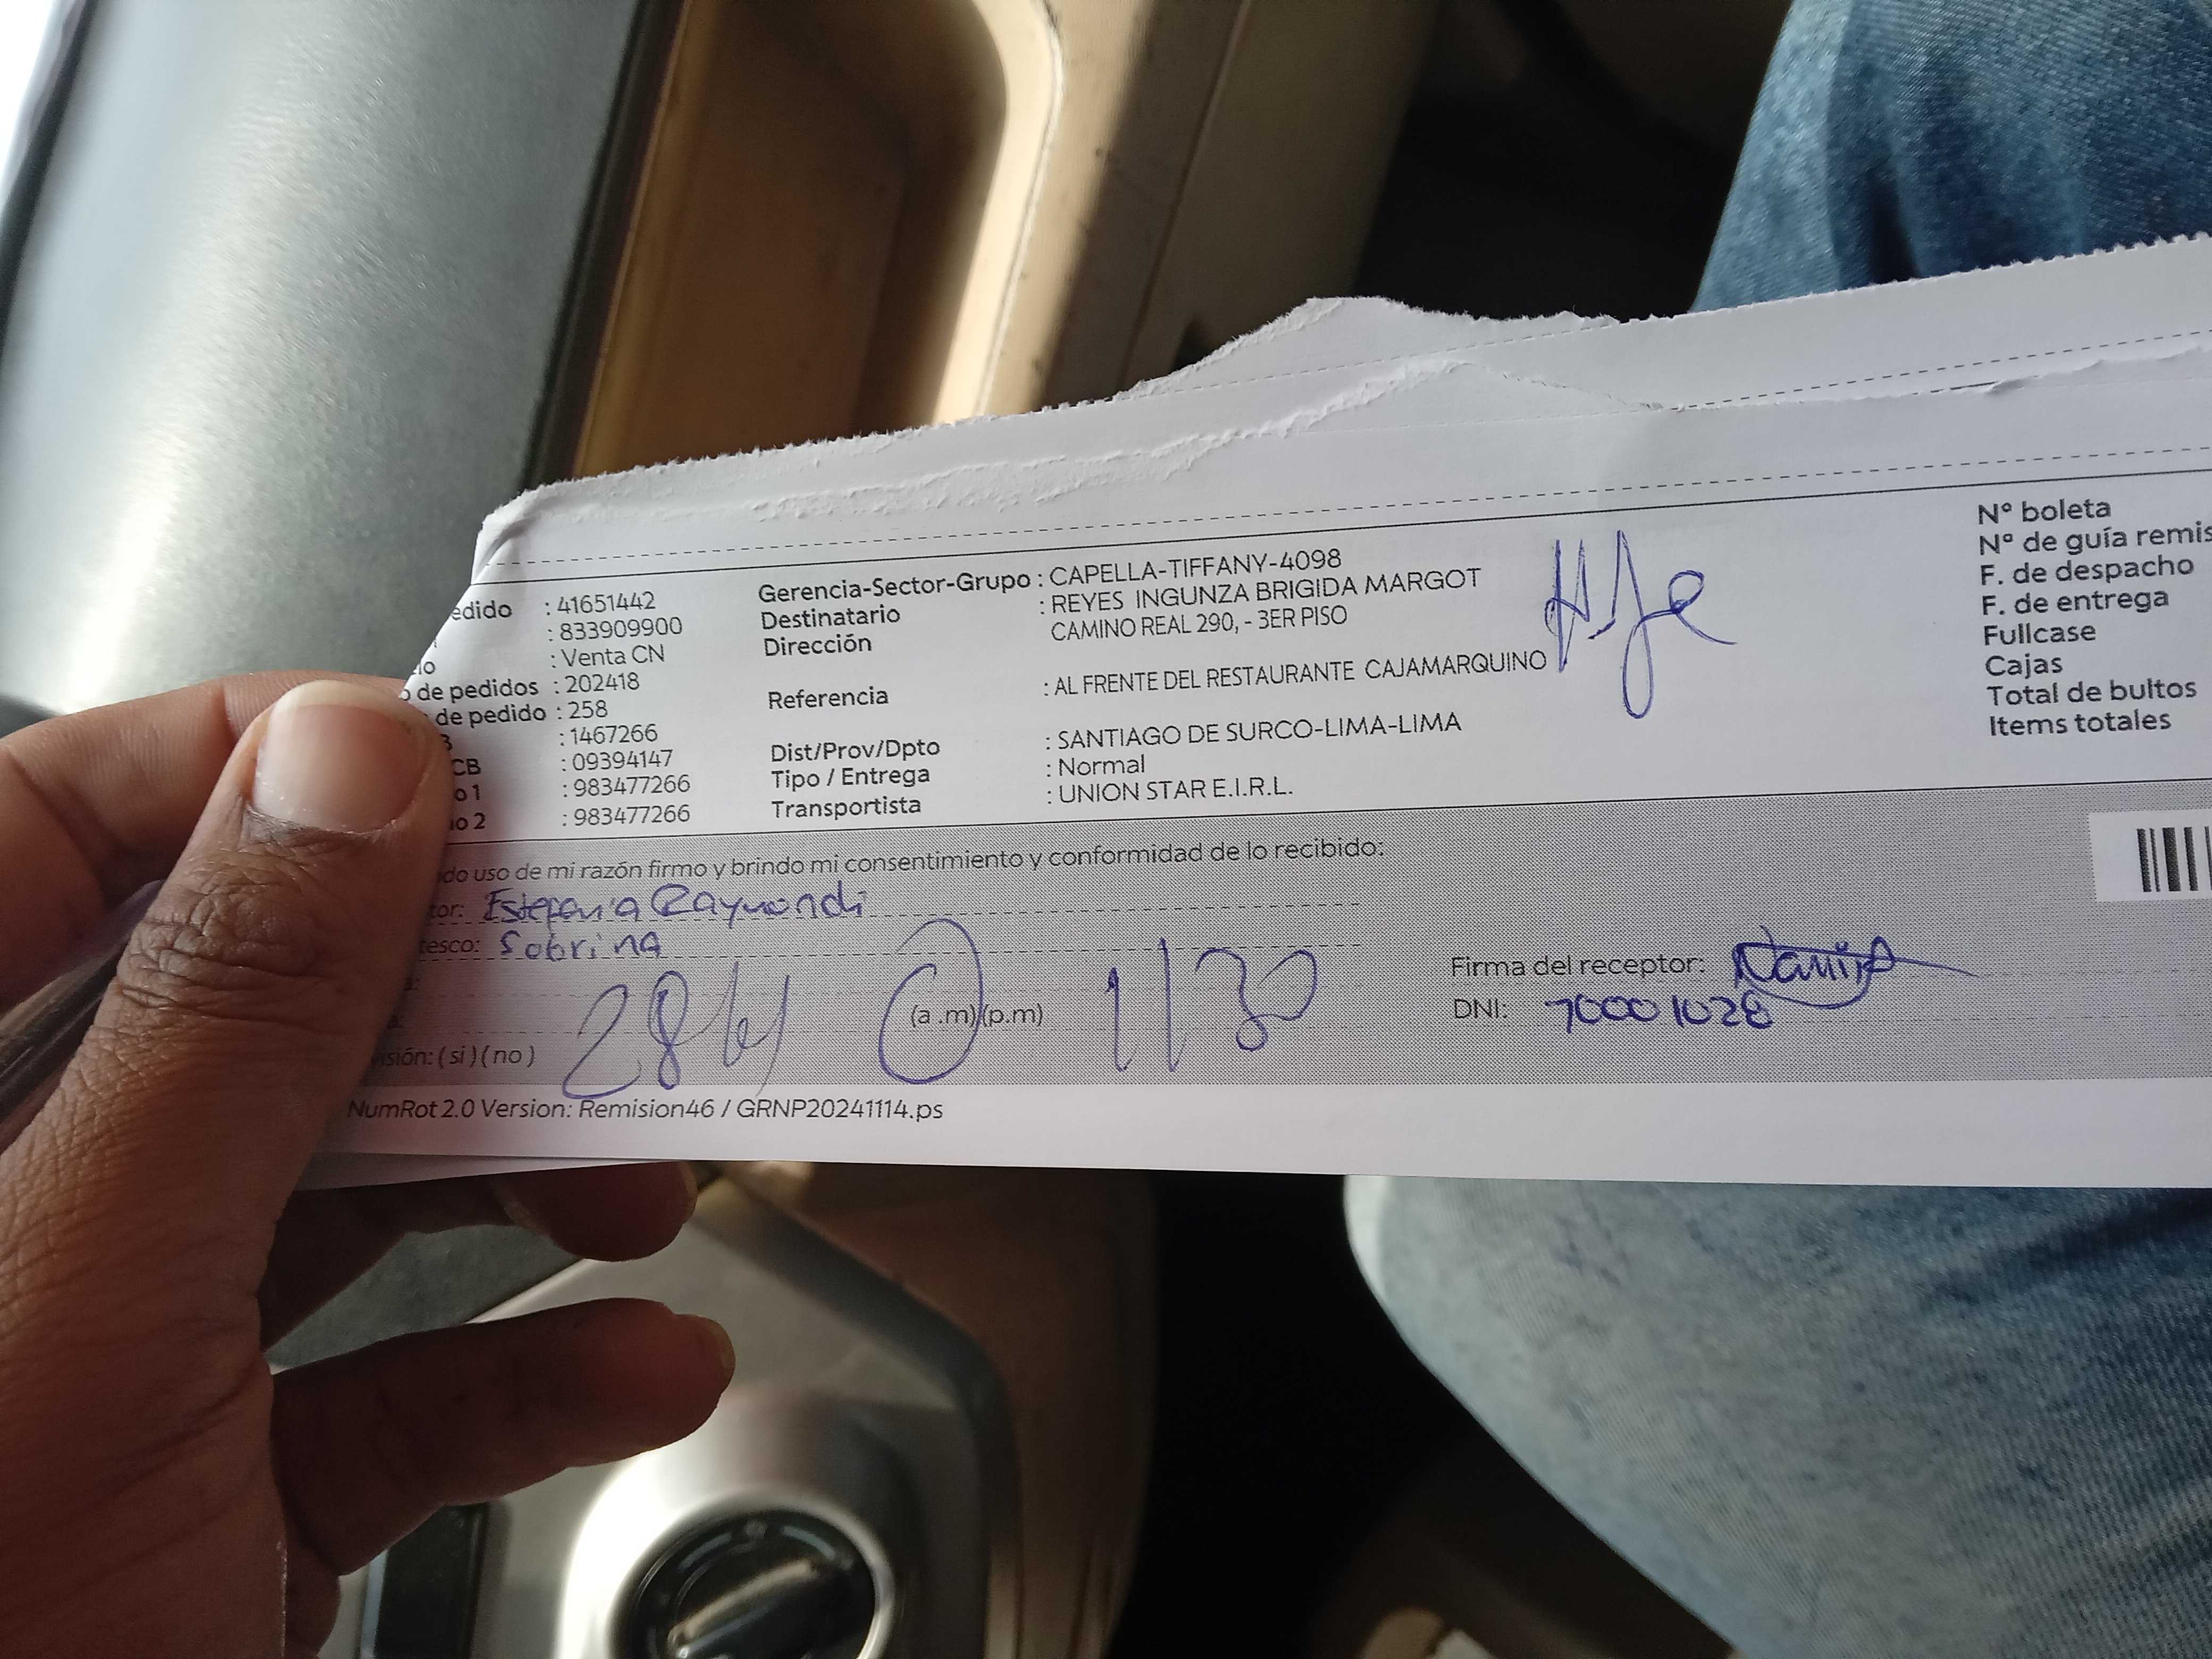 edido : 41651442
: 833909900
: Venta CN
de pedidos : 202418
de pedido : 258
: 1467266
CB : 09394147
o 1 : 983477266
io 2 : 983477266
Gerencia-Sector-Grupo : CAPELLA-TIFFANY-4098
Destinatario : REYES INGUNZA BRIGIDA MARGOT
Dirección CAMINO REAL 290, - 3ER PISO
Referencia : AL FRENTE DEL RESTAURANTE CAJAMARQUINO
Dist/Prov/Dpto : SANTIAGO DE SURCO-LIMA-LIMA
Tipo / Entrega : Normal
Transportista : UNION STAR E.I.R.L.
Nº boleta
Nº de guía remis
F. de despacho
F. de entrega
Fullcase
Cajas
Total de bultos
Items totales
do uso de mi razón firmo y brindo mi consentimiento y conformidad de lo recibido:
tor: Estefania Raymondi
tesco: Sobrina
(a .m)(p.m)
isión: ( si ) ( no )
Firma del receptor:
DNI: 70001028
NumRot 2.0 Version: Remision46 / GRNP20241114.ps